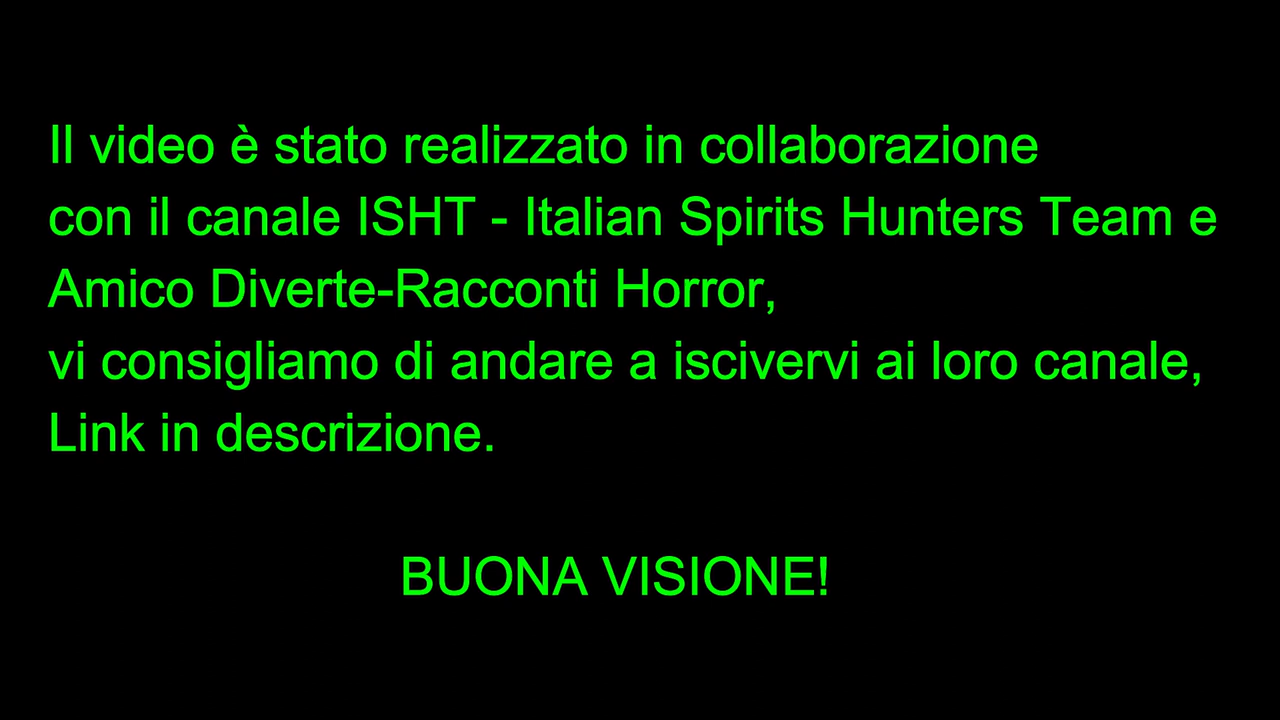 Il video è stato realizzato in collaborazione
con il canale ISHT - Italian Spirits Hunters Team e
Amico Diverte-Racconti Horror,
vi consigliamo di andare a iscivervi ai loro canale,
Link in descrizione.
BUONA VISIONE!